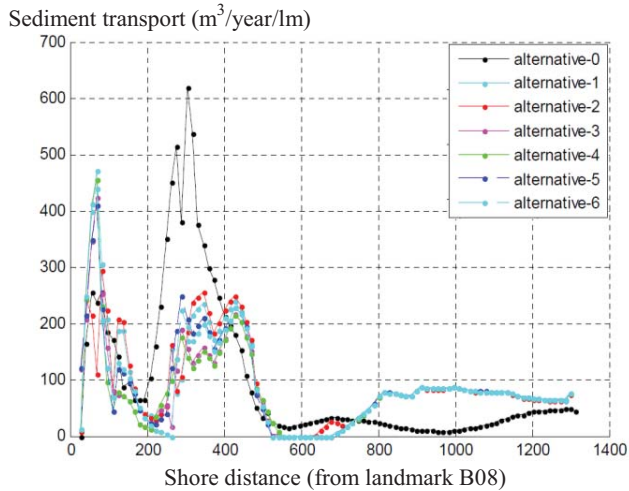 Sediment transport (m³/year/lm)
700
600
500
400
300
200
100
0
alternative-0
alternative-1
alternative-2
alternative-3
alternative-4
alternative-5
alternative-6
0 200 400 600 800 1000 1200 1400
Shore distance (from landmark B08)